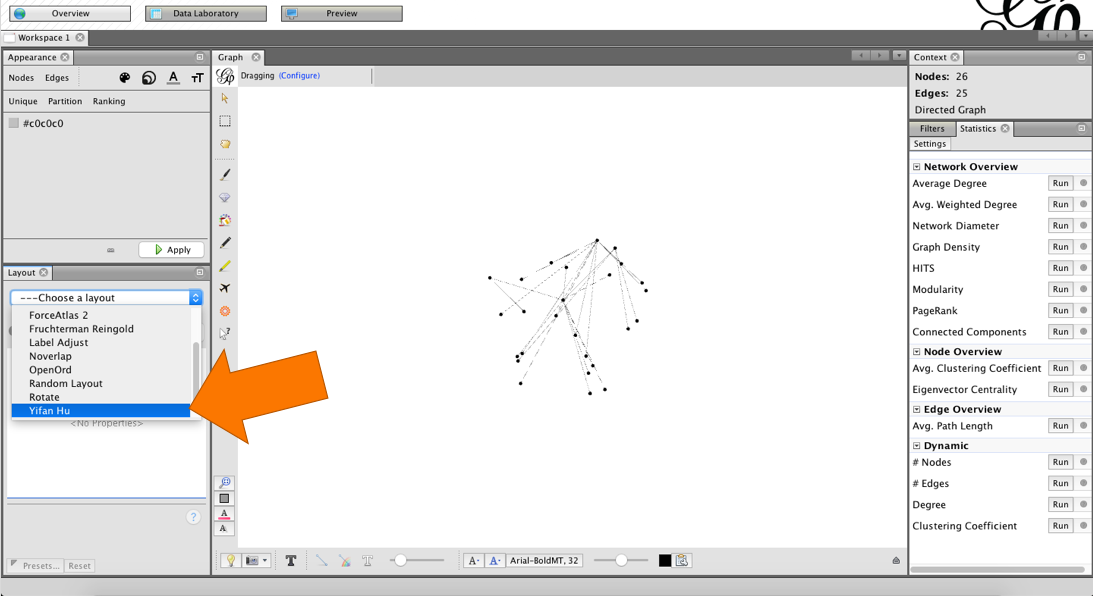 Overview
Data Laboratory
Preview
Workspace 1
Appearance
Nodes Edges
A
TT
Unique Partition Ranking
#c0c0c0
Apply
Layout
---Choose a layout
ForceAtlas 2
Fruchterman Reingold
Label Adjust
Noverlap
OpenOrd
Random Layout
Rotate
Yifan Hu
<No Properties>
?
Presets... Reset
Graph
Dragging (Configure)
?
A
A
T
T
A- A- Arial-BoldMT, 32
Context
Nodes: 26
Edges: 25
Directed Graph
Filters Statistics
Settings
Network Overview
Average Degree Run
Avg. Weighted Degree Run
Network Diameter Run
Graph Density Run
HITS Run
Modularity Run
PageRank Run
Connected Components Run
Node Overview
Avg. Clustering Coefficient Run
Eigenvector Centrality Run
Edge Overview
Avg. Path Length Run
Dynamic
# Nodes Run
# Edges Run
Degree Run
Clustering Coefficient Run